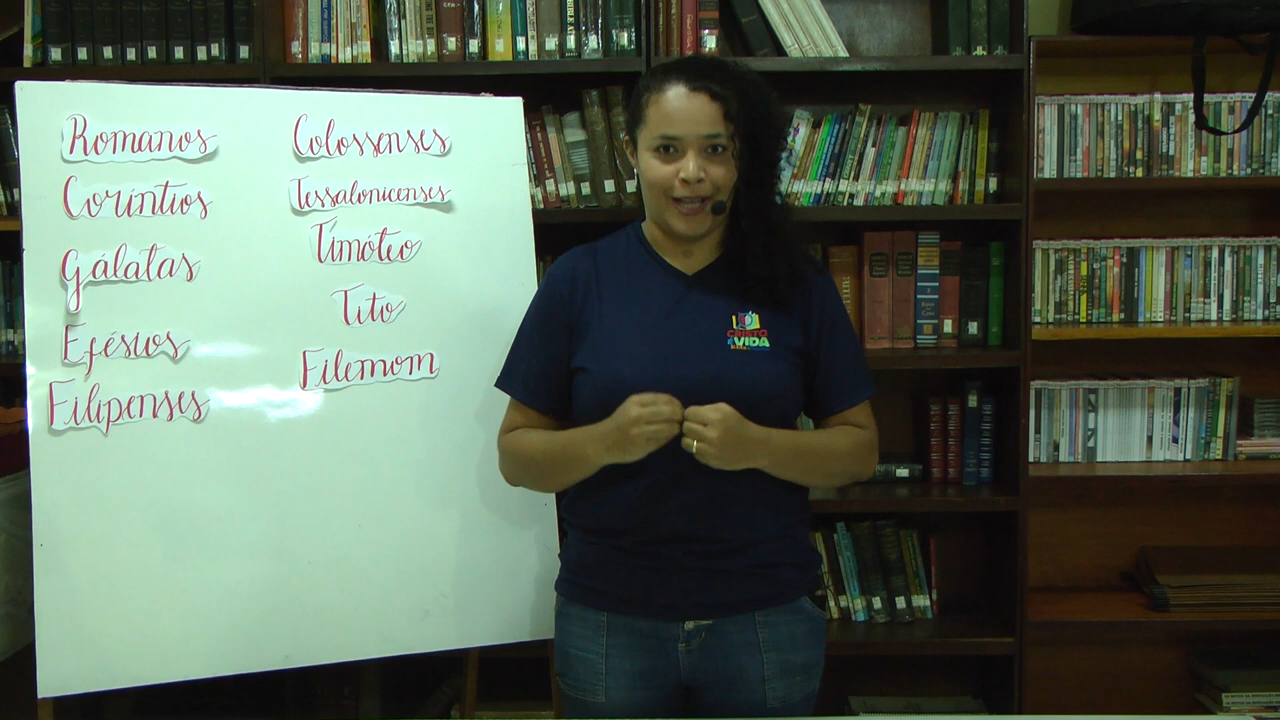 Romanos
Coríntios
Gálatas
Efésios
Filipenses
Colossenses
Tessalonicenses
Timóteo
Tito
Filemom
CRISTO
É VIDA